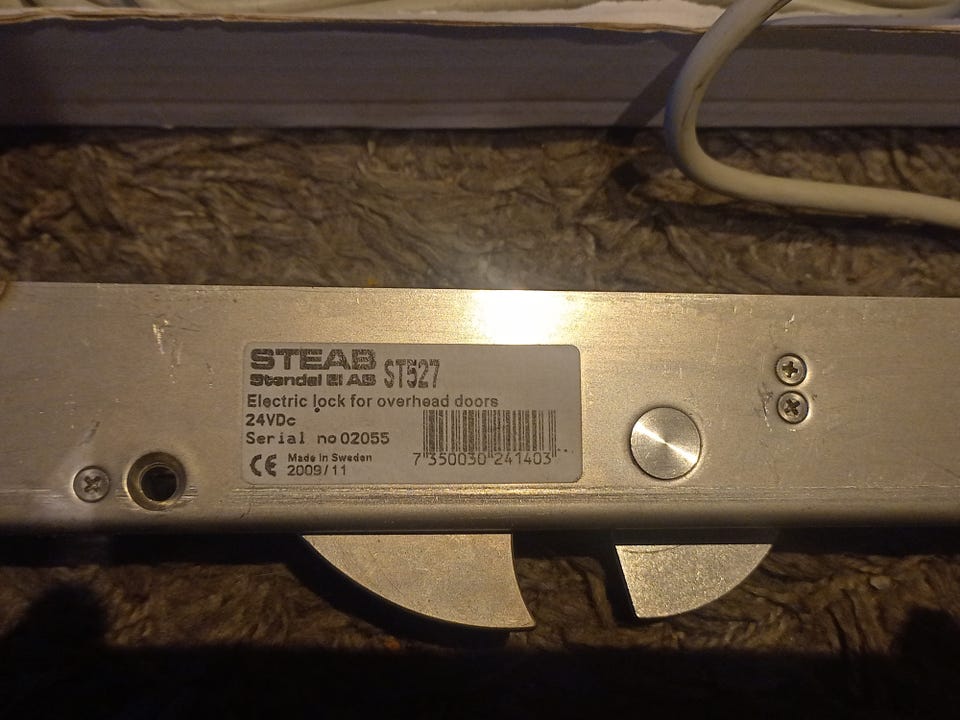 STEAB ST527
Stendal El AB
Electric lock for overhead doors
24VDc
Serial no 02055
CE Made in Sweden
2009/11
7 350030 241403